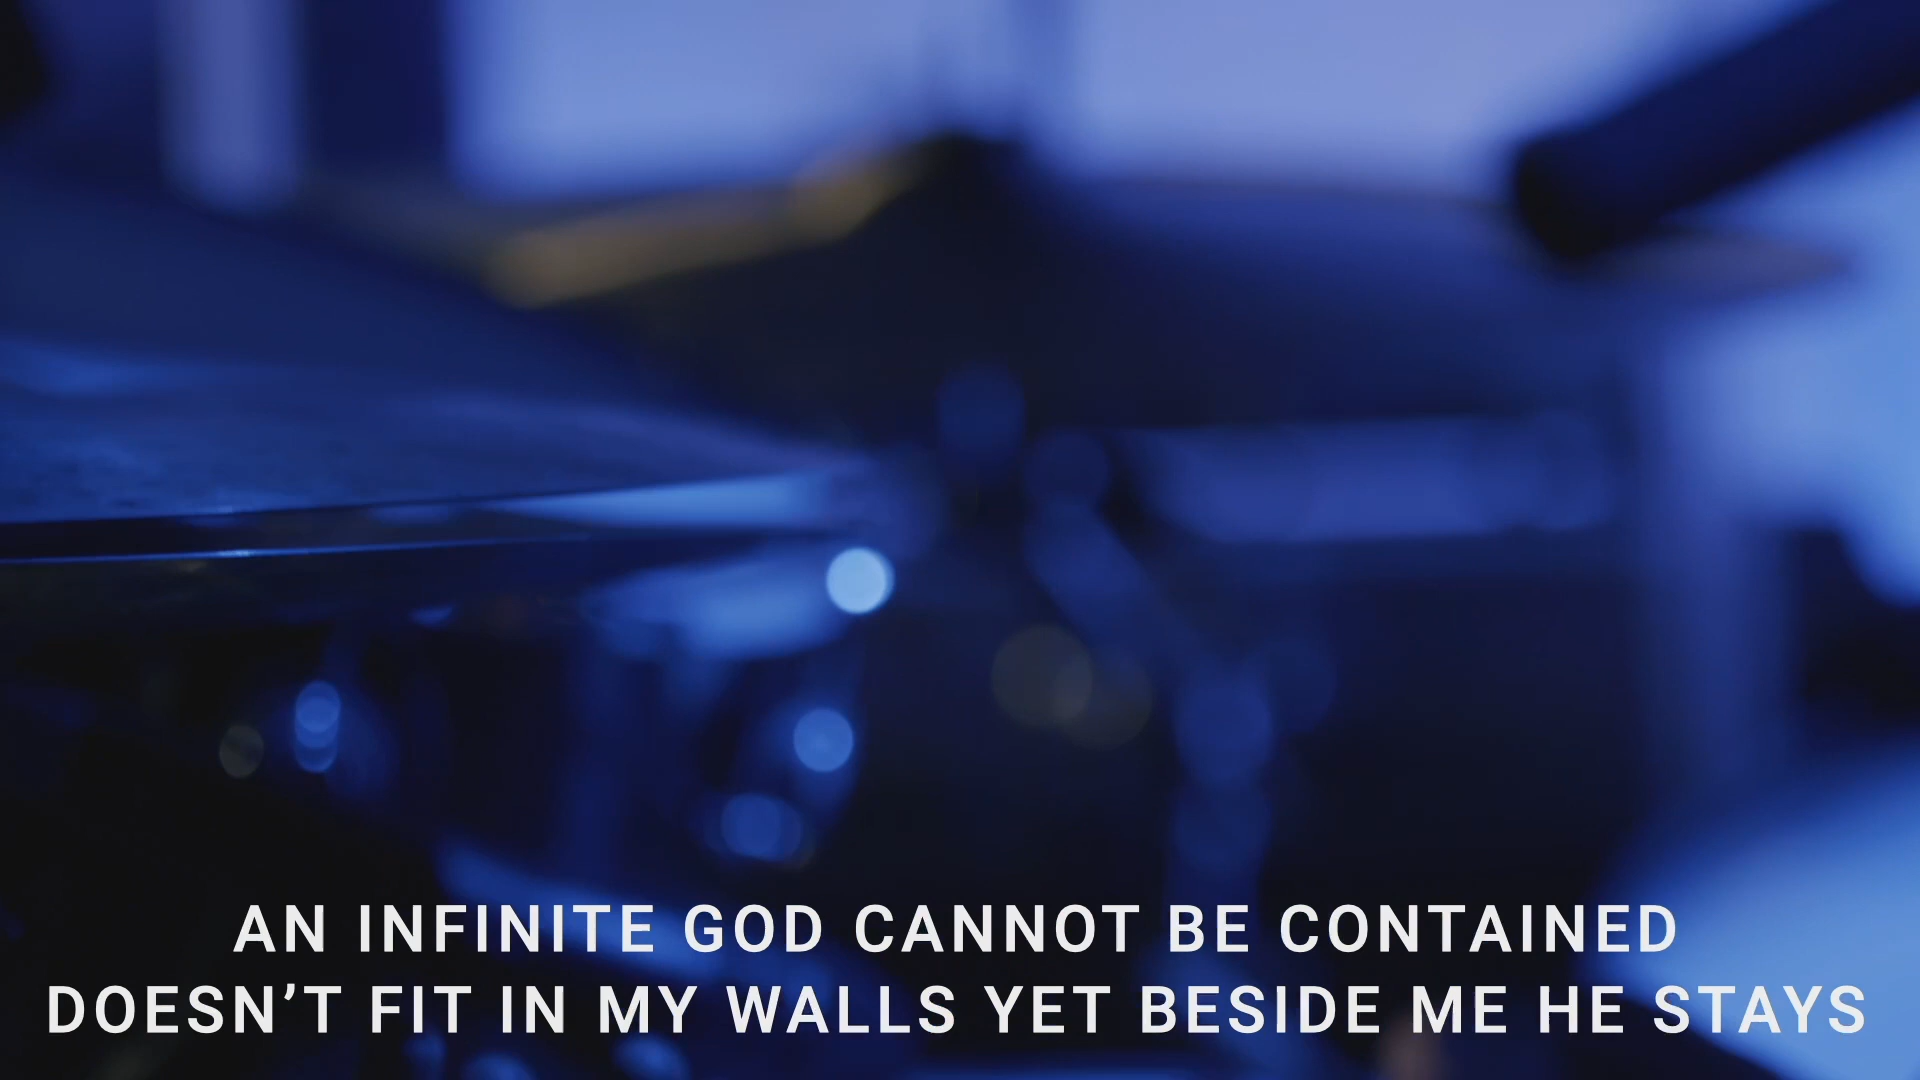 AN INFINITE GOD CANNOT BE CONTAINED
DOESN’T FIT IN MY WALLS YET BESIDE ME HE STAYS